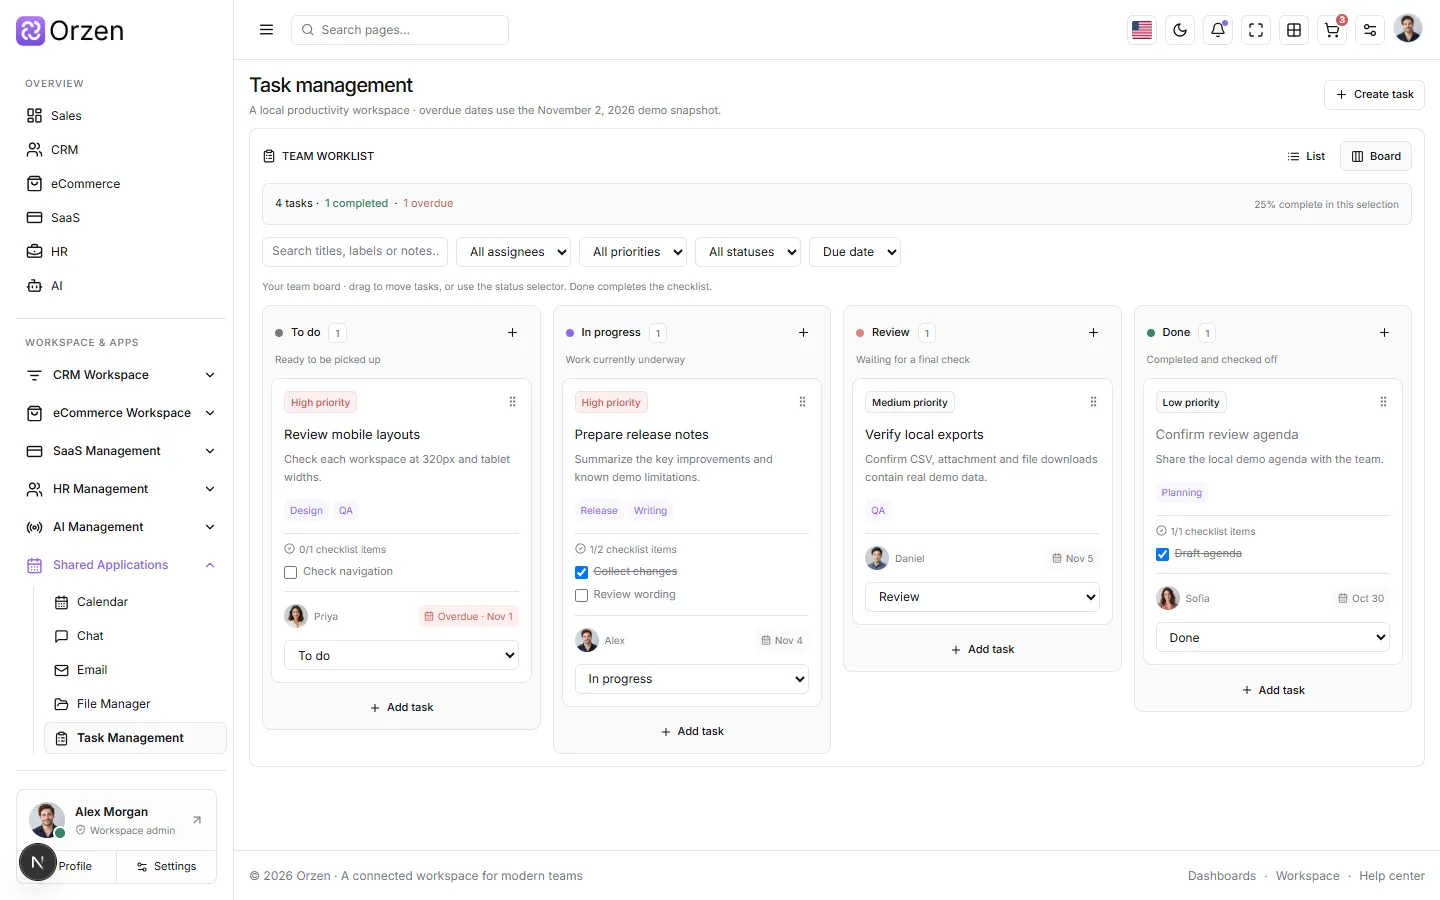 Orzen
Search pages...
3
OVERVIEW
Sales
CRM
eCommerce
SaaS
HR
AI
WORKSPACE & APPS
CRM Workspace
eCommerce Workspace
SaaS Management
HR Management
AI Management
Shared Applications
Calendar
Chat
Email
File Manager
Task Management
Alex Morgan
Workspace admin
N
Profile
Settings
Task management
A local productivity workspace · overdue dates use the November 2, 2026 demo snapshot.
Create task
TEAM WORKLIST
List
Board
4 tasks · 1 completed · 1 overdue
25% complete in this selection
Search titles, labels or notes..
All assignees
All priorities
All statuses
Due date
Your team board · drag to move tasks, or use the status selector. Done completes the checklist.
To do 1
Ready to be picked up
High priority
Review mobile layouts
Check each workspace at 320px and tablet
widths.
Design QA
0/1 checklist items
Check navigation
Priya
Overdue · Nov 1
To do
Add task
In progress 1
Work currently underway
High priority
Prepare release notes
Summarize the key improvements and
known demo limitations.
Release Writing
1/2 checklist items
Collect changes
Review wording
Alex
Nov 4
In progress
Add task
Review 1
Waiting for a final check
Medium priority
Verify local exports
Confirm CSV, attachment and file downloads
contain real demo data.
QA
Daniel
Nov 5
Review
Add task
Done 1
Completed and checked off
Low priority
Confirm review agenda
Share the local demo agenda with the team.
Planning
1/1 checklist items
Draft agenda
Sofia
Oct 30
Done
Add task
© 2026 Orzen · A connected workspace for modern teams
Dashboards · Workspace · Help center